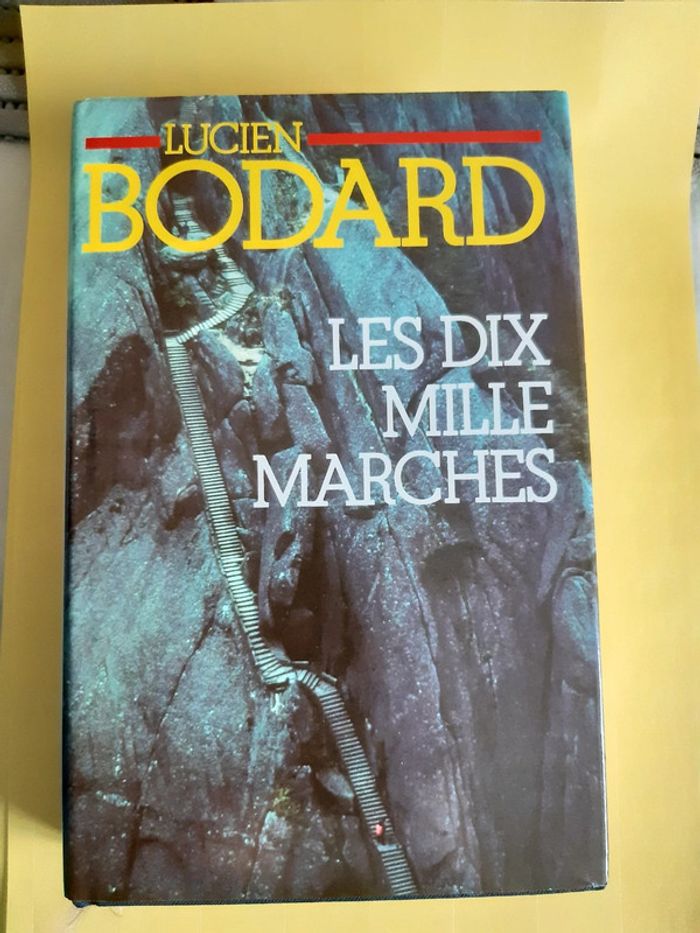 LUCIEN
BODARD
LES DIX
MILLE
MARCHES